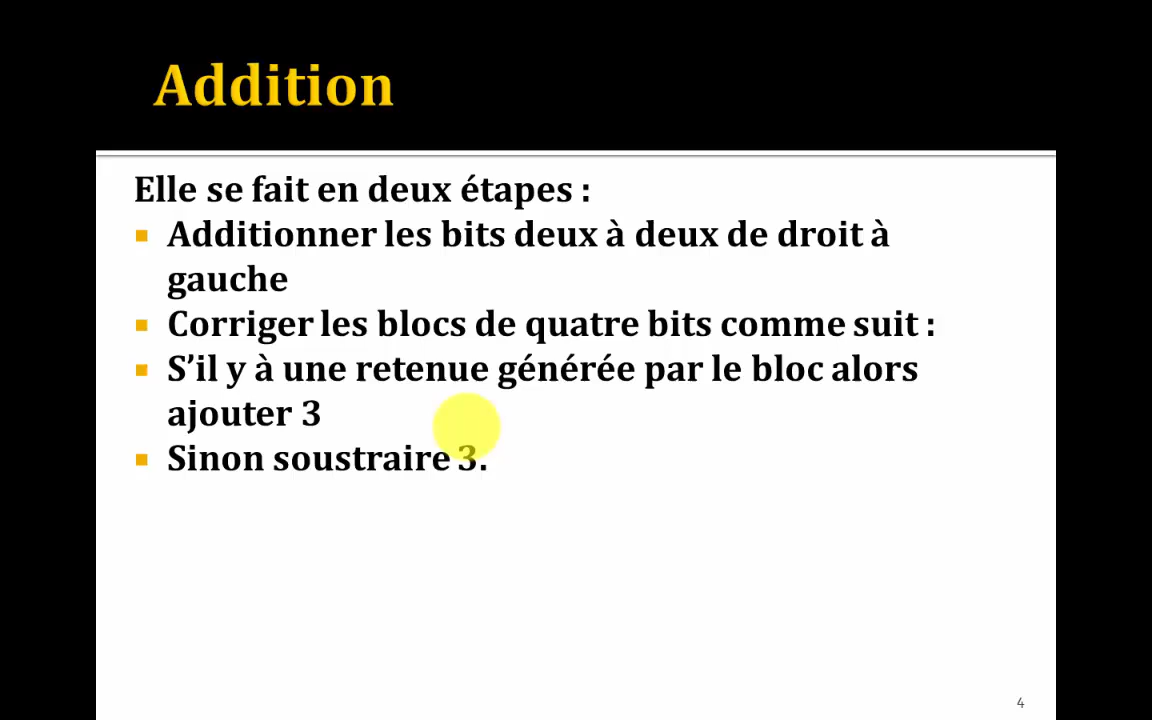 Addition
Elle se fait en deux étapes :
Additionner les bits deux à deux de droit à
gauche
Corriger les blocs de quatre bits comme suit :
S’il y à une retenue générée par le bloc alors
ajouter 3
Sinon soustraire 3.
4